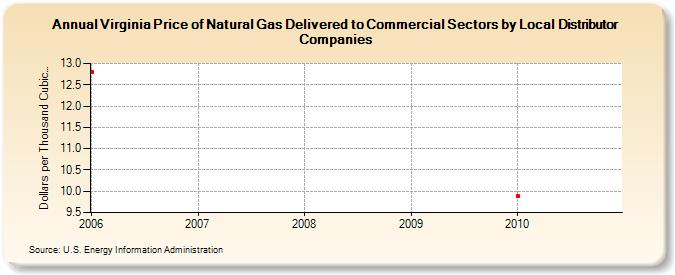 Annual Virginia Price of Natural Gas Delivered to Commercial Sectors by Local Distributor
Companies
Dollars per Thousand Cubic...
13.0
12.5
12.0
11.5
11.0
10.5
10.0
9.5
2006 2007 2008 2009 2010
Source: U.S. Energy Information Administration